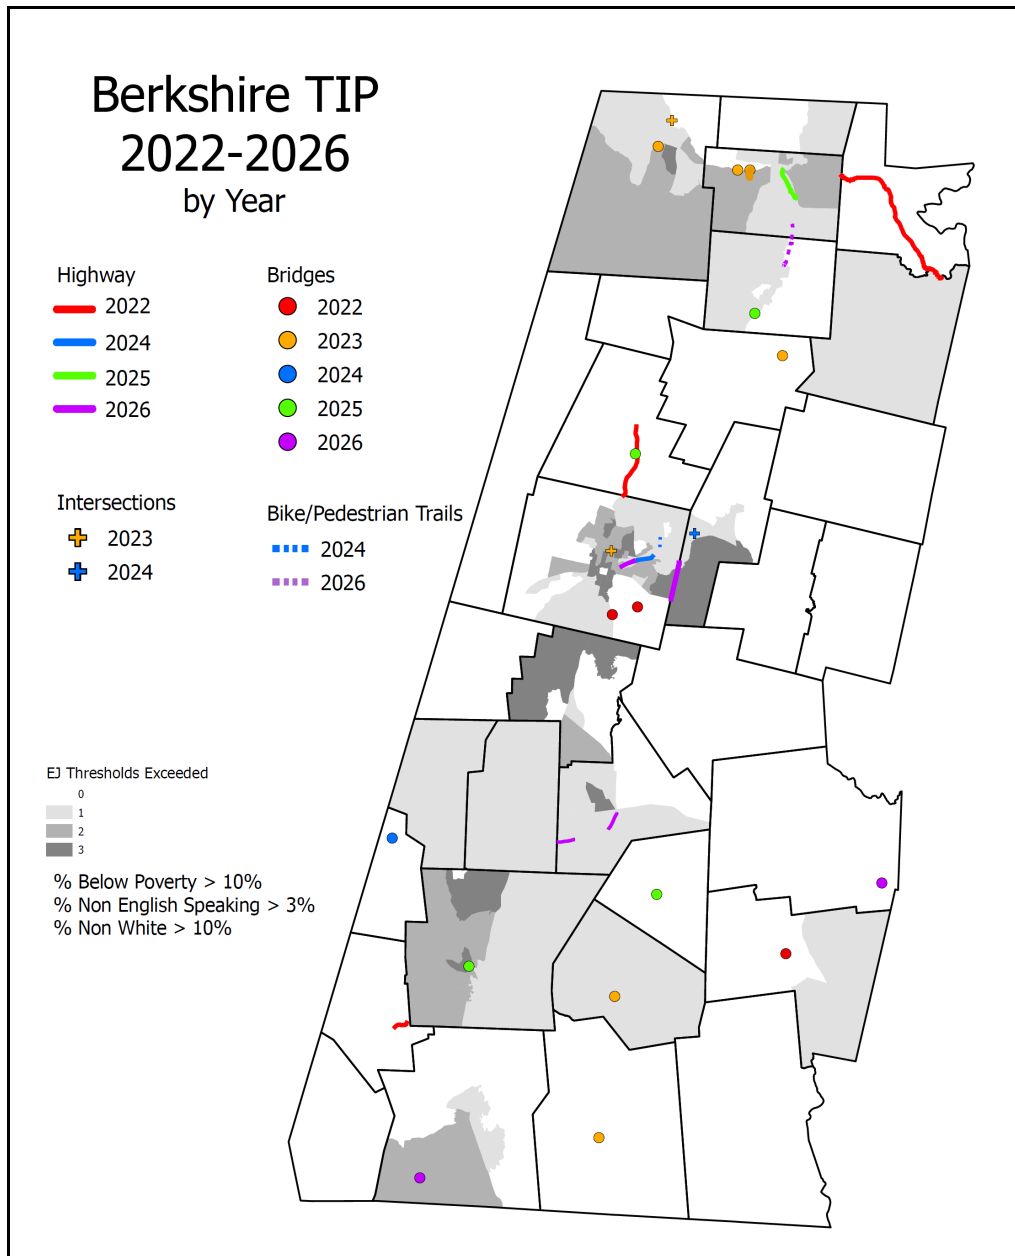 Berkshire TIP
2022-2026
by Year
Highway
2022
2024
2025
2026
Bridges
2022
2023
2024
2025
2026
Intersections
2023
2024
Bike/Pedestrian Trails
2024
2026
EJ Thresholds Exceeded
0
1
2
3
% Below Poverty > 10%
% Non English Speaking > 3%
% Non White > 10%